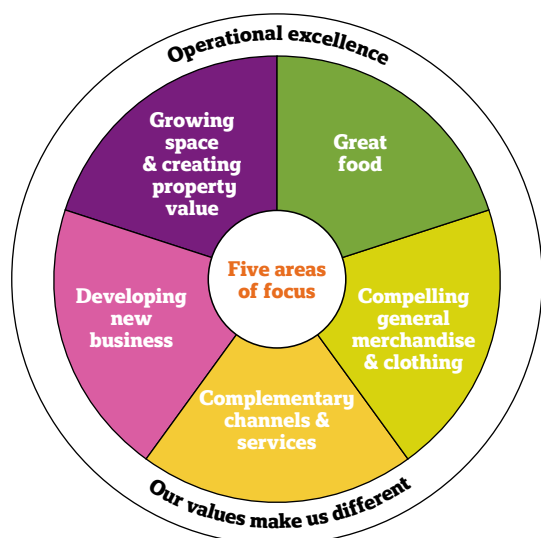 Operational excellence
Great
food
Compelling
general
merchandise
& clothing
Complementary
channels &
services
Developing
new
business
Growing
space
& creating
property
value
Five areas
of focus
Our values make us different